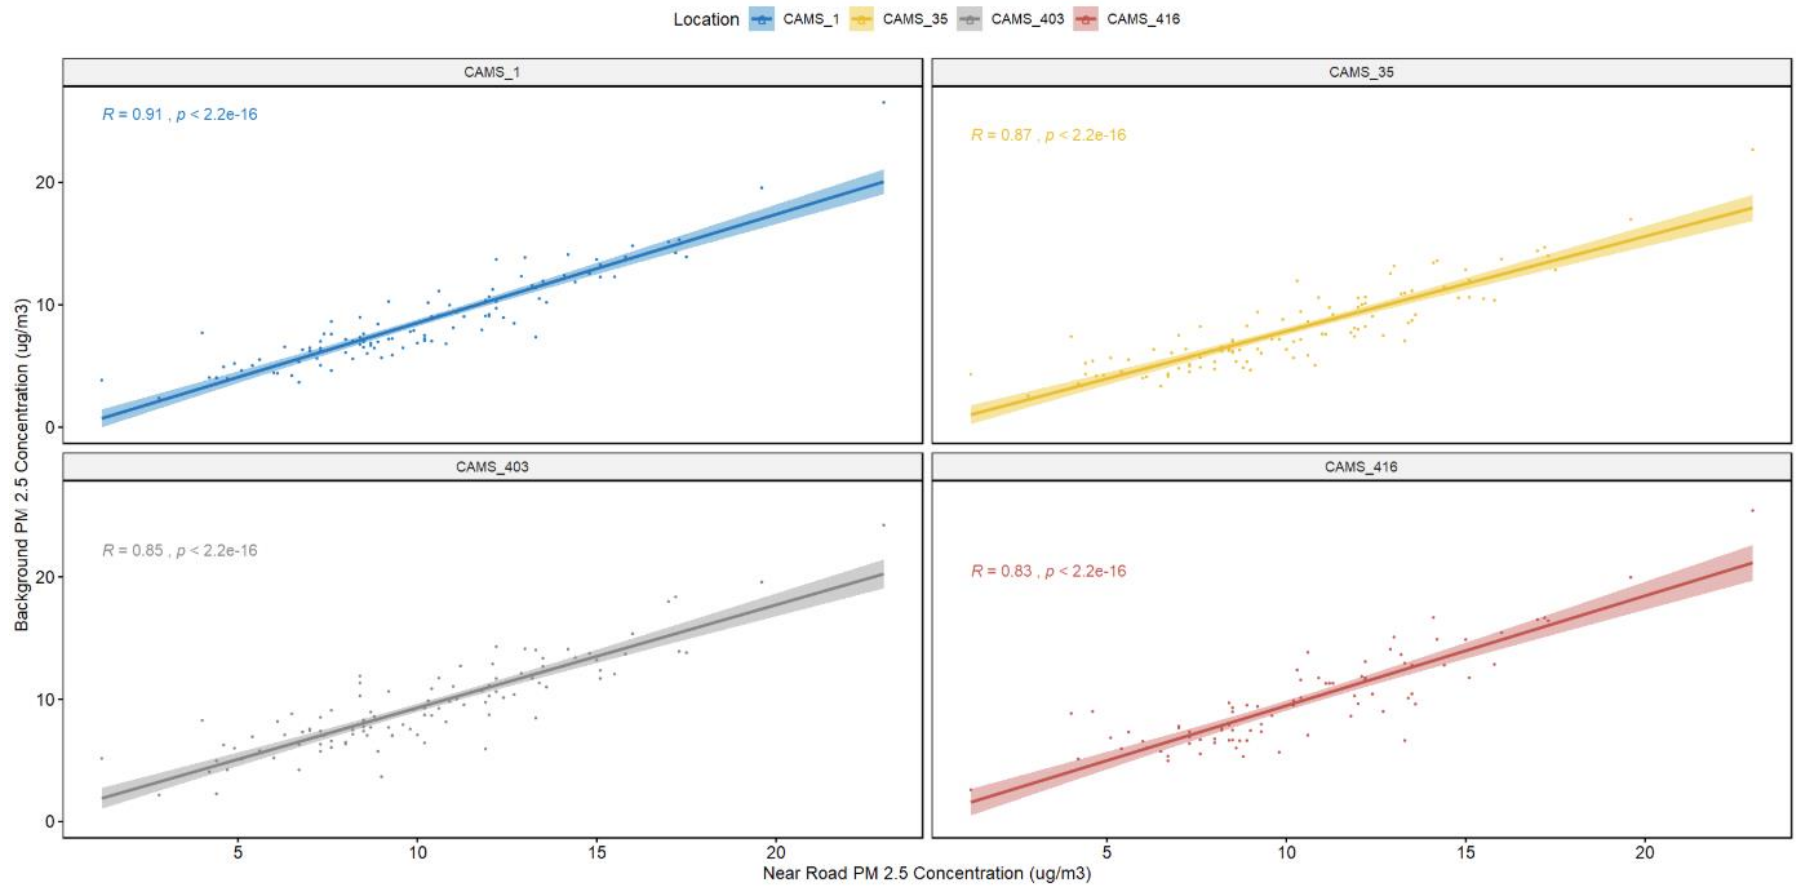 Location CAMS_1 CAMS_35 CAMS_403 CAMS_416
CAMS_1
CAMS_35
R = 0.91 , p < 2.2e-16
R = 0.87 , p < 2.2e-16
20
10
0
CAMS_403
CAMS_416
R = 0.85 , p < 2.2e-16
R = 0.83 , p < 2.2e-16
20
10
0
Background PM 2.5 Concentration (ug/m3)
5 10 15 20
5 10 15 20
Near Road PM 2.5 Concentration (ug/m3)